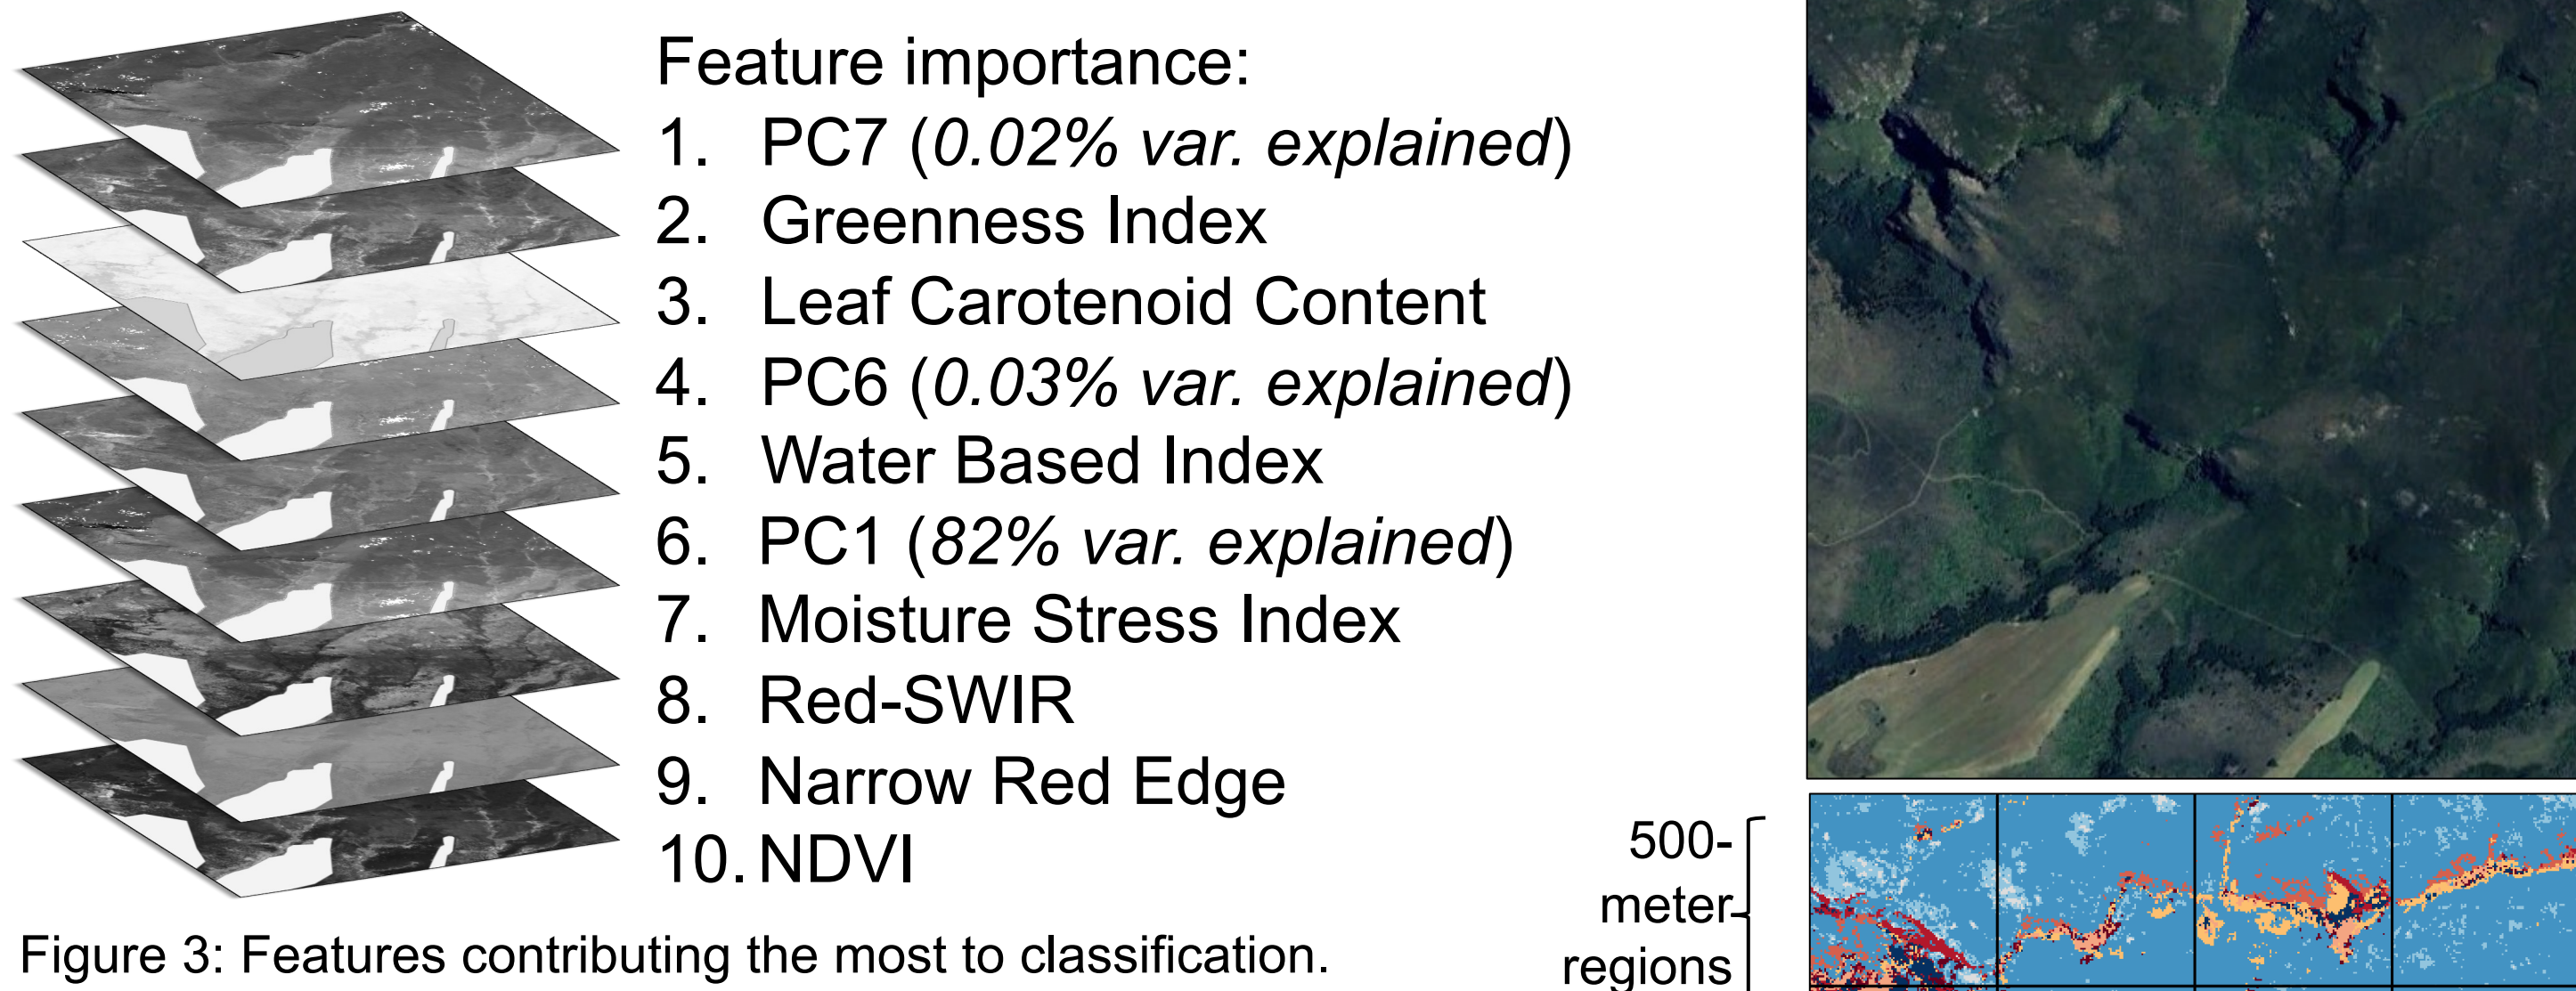 Feature importance:
1. PC7 (0.02% var. explained)
2. Greenness Index
3. Leaf Carotenoid Content
4. PC6 (0.03% var. explained)
5. Water Based Index
6. PC1 (82% var. explained)
7. Moisture Stress Index
8. Red-SWIR
9. Narrow Red Edge
10. NDVI
Figure 3: Features contributing the most to classification.
500-
meter
regions